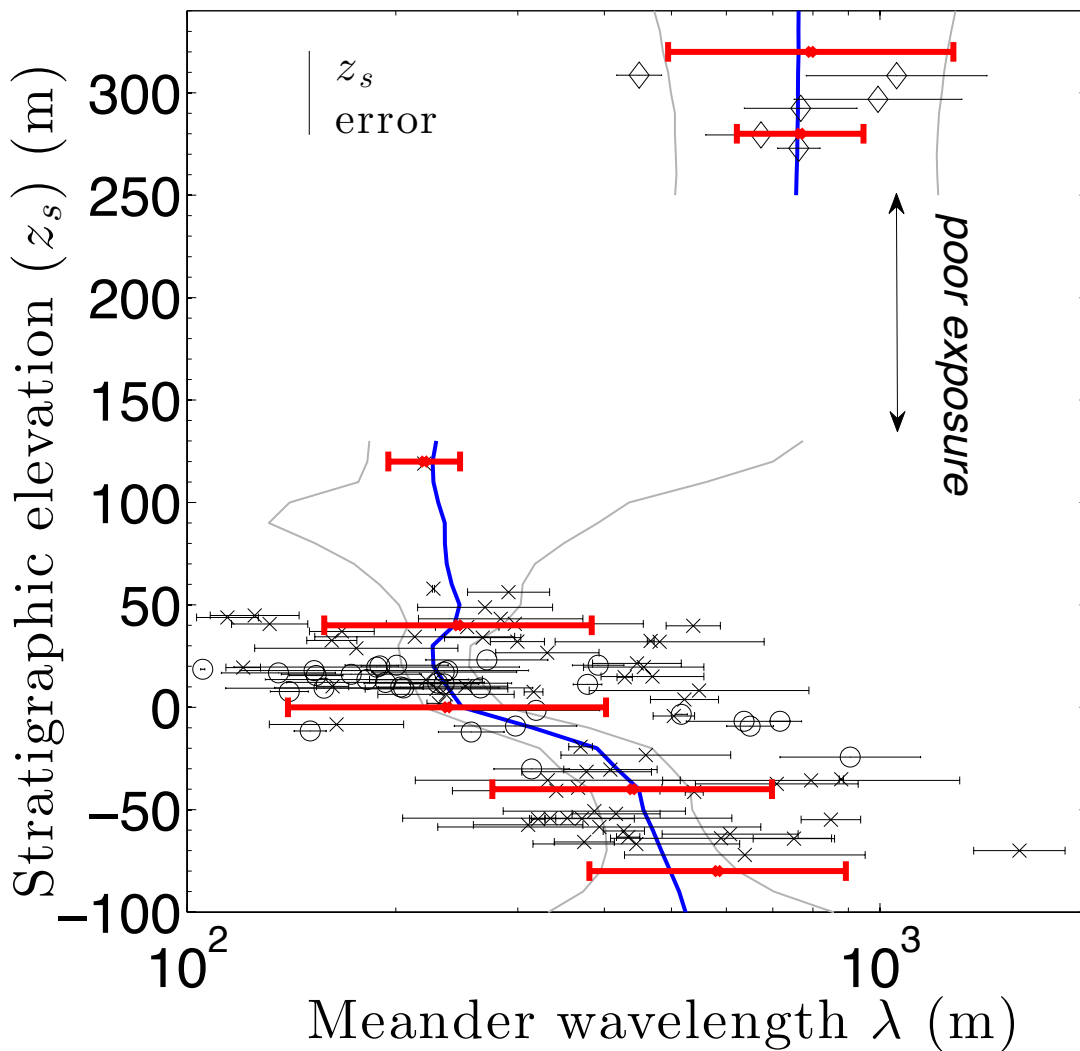 z_s
error
poor exposure
Stratigraphic elevation (z_s) (m)
300
250
200
150
100
50
0
−50
−100
10^2
10^3
Meander wavelength λ (m)